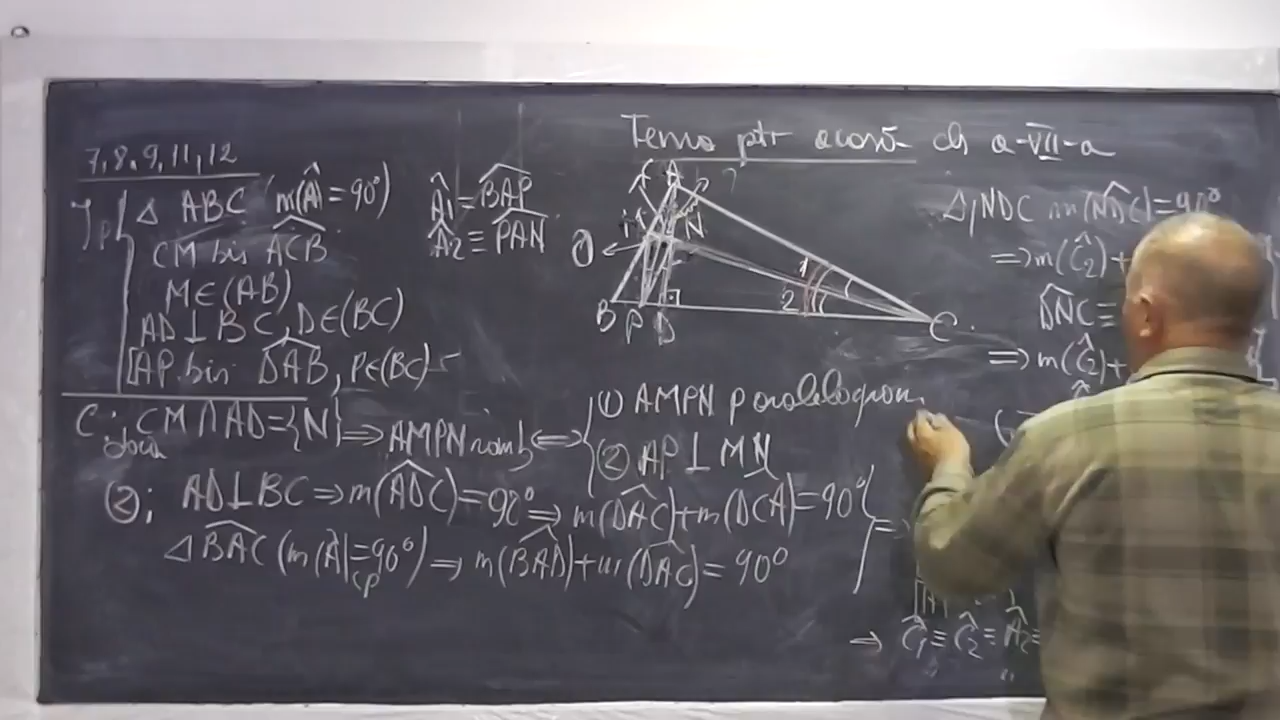 Tema ptr acasă cls a-VII-a
7,8,9,11,12
Ip
△ ABC (m(Â)=90°)
CM bis ACB
M∈(AB)
AD⊥BC, D∈(BC)
[AP bis DAB, P∈(BC)
Â1 = BAP
Â2 ≡ PAN
A
M
N
B P D
C
1
2
C: CM∩AD={N} ⇒ AMPN romb ⇔
① AMPN paralelogram
② AP⊥MN
②; AD⊥BC ⇒ m(ADC)=90° ⇒ m(DAC)+m(DCA)=90°
△BAC (m(A)=90°) ⇒ m(BAD)+m(DAC)=90°
⇒
△NDC m(NDC)=90°
⇒ m(Ĉ2)+
DNC=
⇒ m(Ĉ2)+
⇒ Ĉ1≡Ĉ2≡Â2=